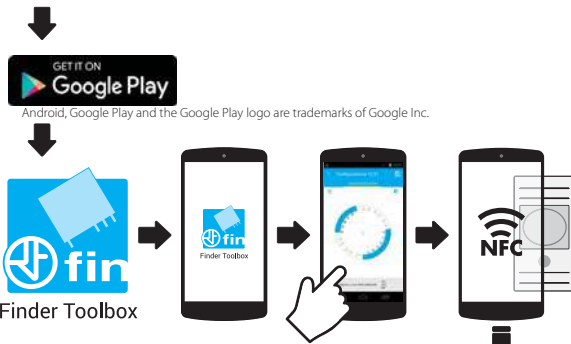 GET IT ON
Google Play
Android, Google Play and the Google Play logo are trademarks of Google Inc.
fin
Finder Toolbox
fin
Finder Toolbox
NFC